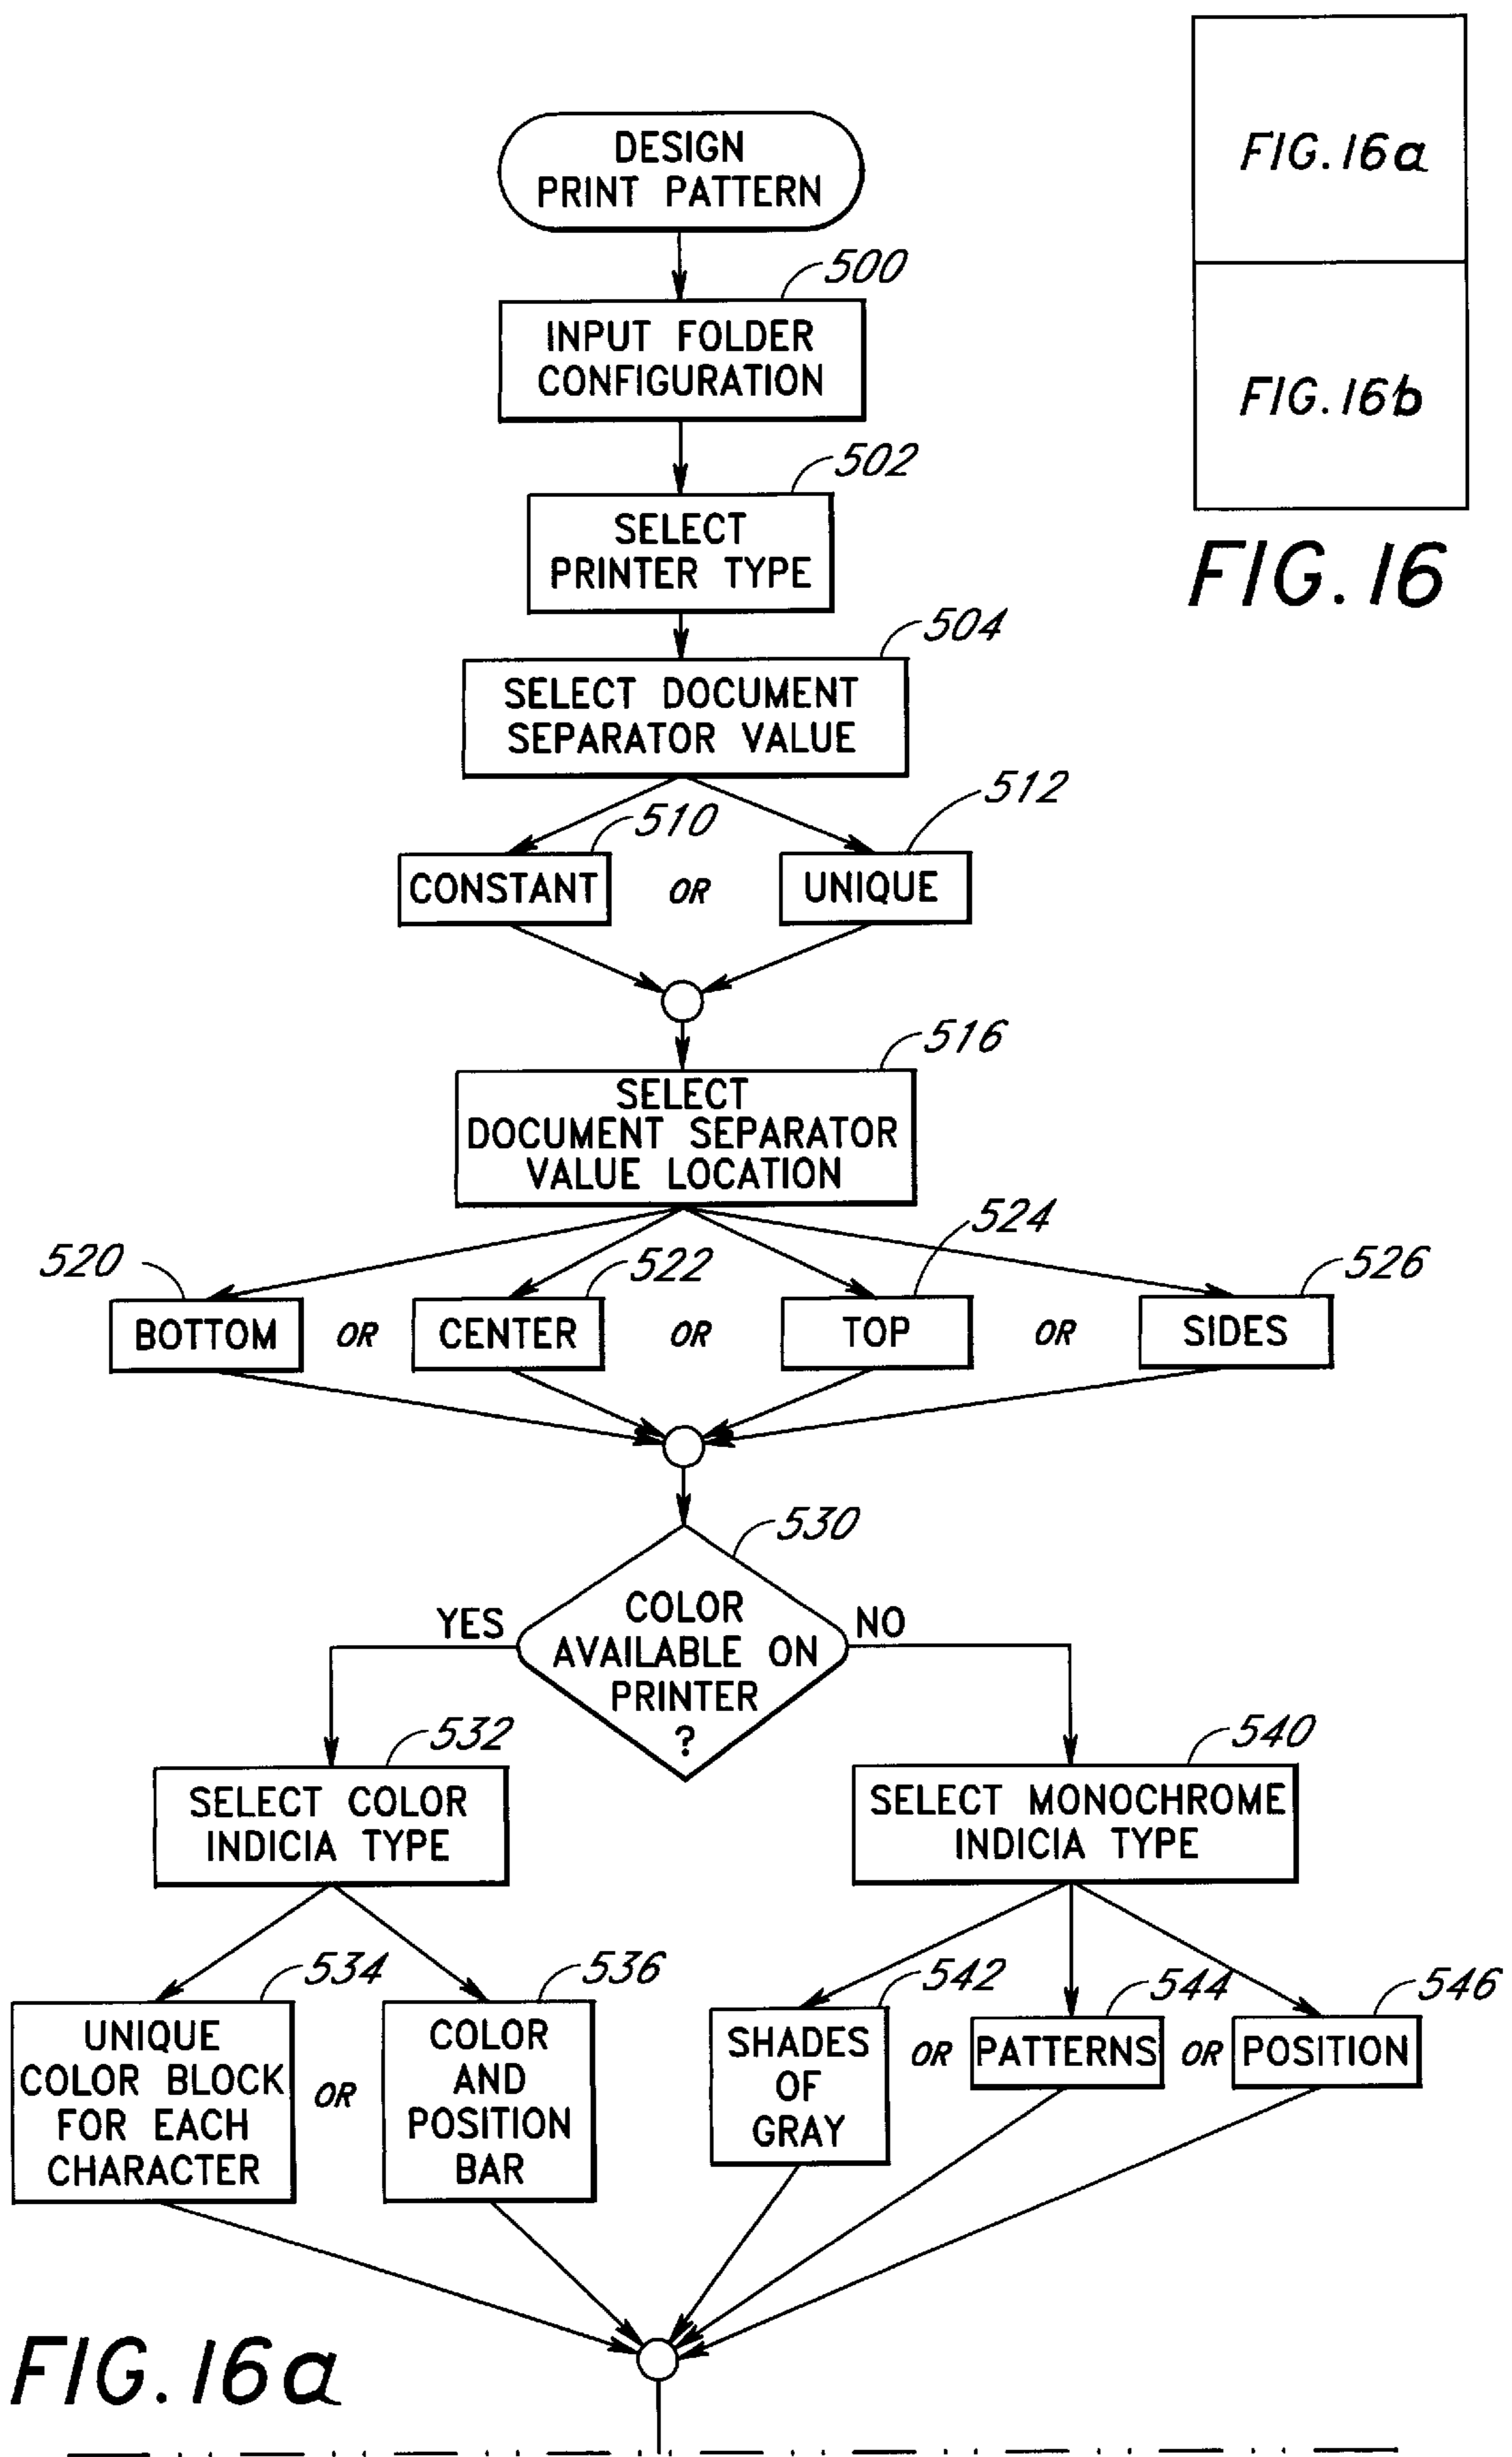 DESIGN
PRINT PATTERN
500
INPUT FOLDER
CONFIGURATION
502
SELECT
PRINTER TYPE
504
SELECT DOCUMENT
SEPARATOR VALUE
510
512
CONSTANT
OR
UNIQUE
516
SELECT
DOCUMENT SEPARATOR
VALUE LOCATION
520
522
524
526
BOTTOM
OR
CENTER
OR
TOP
OR
SIDES
530
COLOR
AVAILABLE ON
PRINTER
?
YES
NO
532
SELECT COLOR
INDICIA TYPE
540
SELECT MONOCHROME
INDICIA TYPE
534
UNIQUE
COLOR BLOCK
FOR EACH
CHARACTER
OR
536
COLOR
AND
POSITION
BAR
542
SHADES
OF
GRAY
OR
544
PATTERNS
OR
546
POSITION
FIG. 16a
FIG. 16a
FIG. 16b
FIG. 16